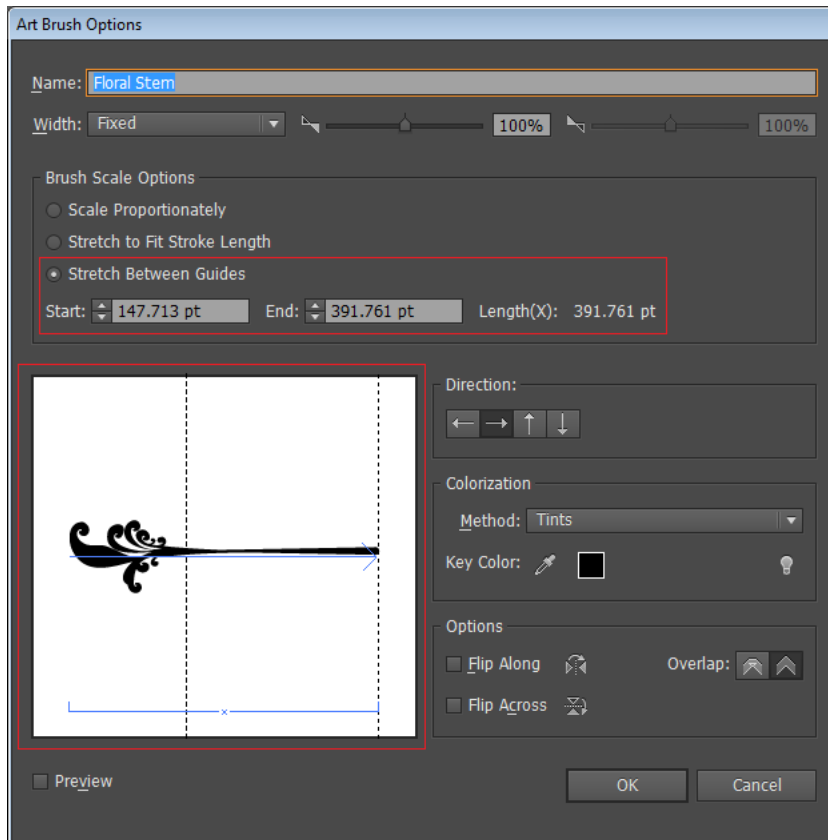 Art Brush Options
Name: Floral Stem
Width: Fixed 100% 100%
Brush Scale Options
Scale Proportionately
Stretch to Fit Stroke Length
Stretch Between Guides
Start: 147.713 pt End: 391.761 pt Length(X): 391.761 pt
Direction:
Colorization
Method: Tints
Key Color:
Options
Flip Along Overlap:
Flip Across
x
Preview OK Cancel